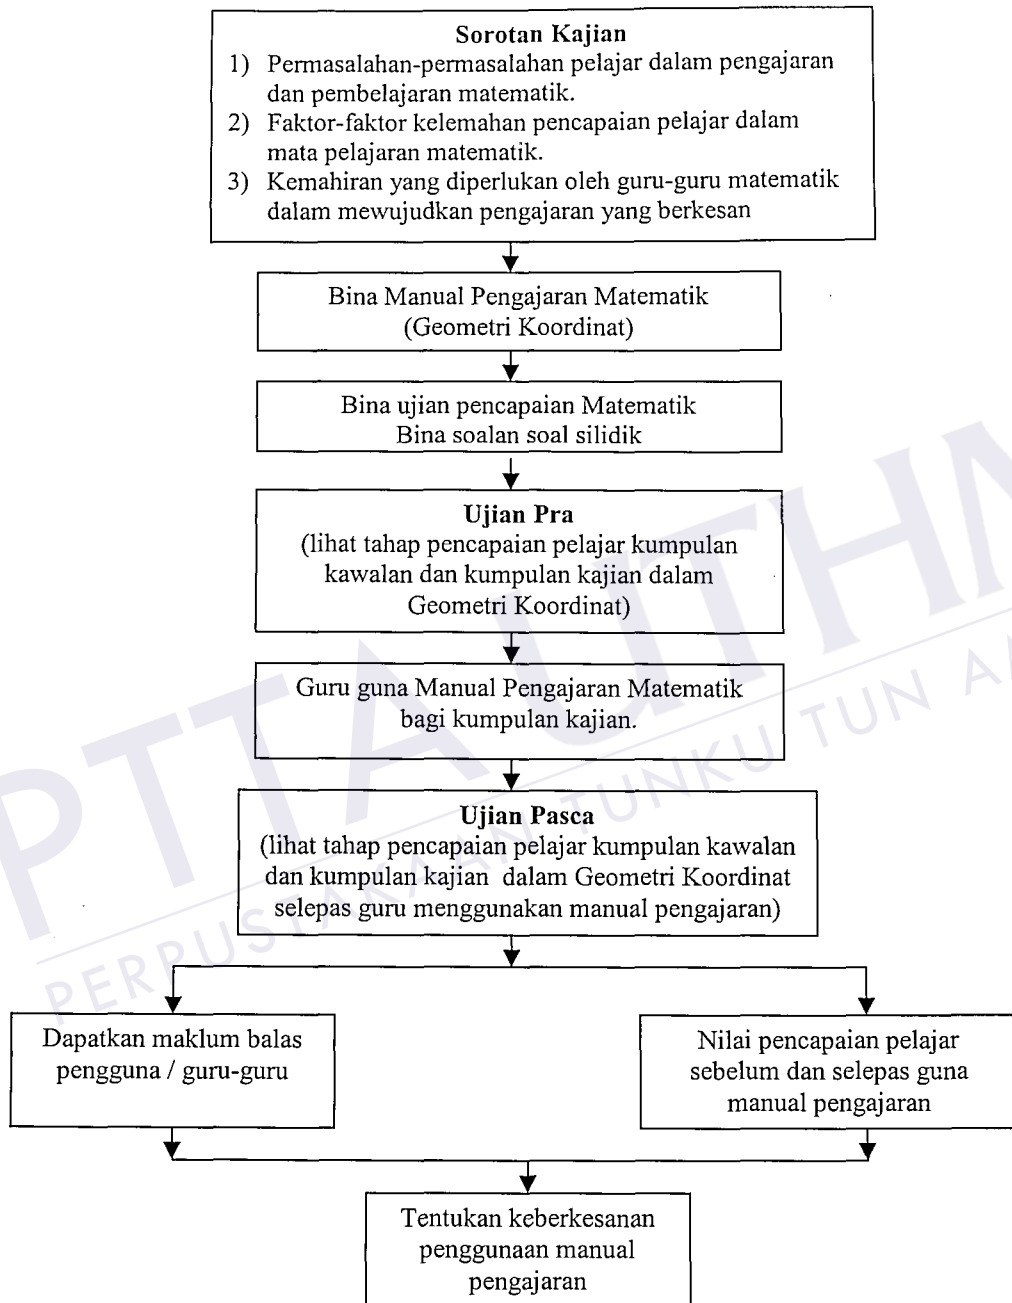 Sorotan Kajian
1) Permasalahan-permasalahan pelajar dalam pengajaran
dan pembelajaran matematik.
2) Faktor-faktor kelemahan pencapaian pelajar dalam
mata pelajaran matematik.
3) Kemahiran yang diperlukan oleh guru-guru matematik
dalam mewujudkan pengajaran yang berkesan
Bina Manual Pengajaran Matematik
(Geometri Koordinat)
Bina ujian pencapaian Matematik
Bina soalan soal silidik
Ujian Pra
(lihat tahap pencapaian pelajar kumpulan
kawalan dan kumpulan kajian dalam
Geometri Koordinat)
Guru guna Manual Pengajaran Matematik
bagi kumpulan kajian.
Ujian Pasca
(lihat tahap pencapaian pelajar kumpulan kawalan
dan kumpulan kajian dalam Geometri Koordinat
selepas guru menggunakan manual pengajaran)
Dapatkan maklum balas
pengguna / guru-guru
Nilai pencapaian pelajar
sebelum dan selepas guna
manual pengajaran
Tentukan keberkesanan
penggunaan manual
pengajaran
PTTA UTHM
PERPUSTAKAAN TUNKU TUN